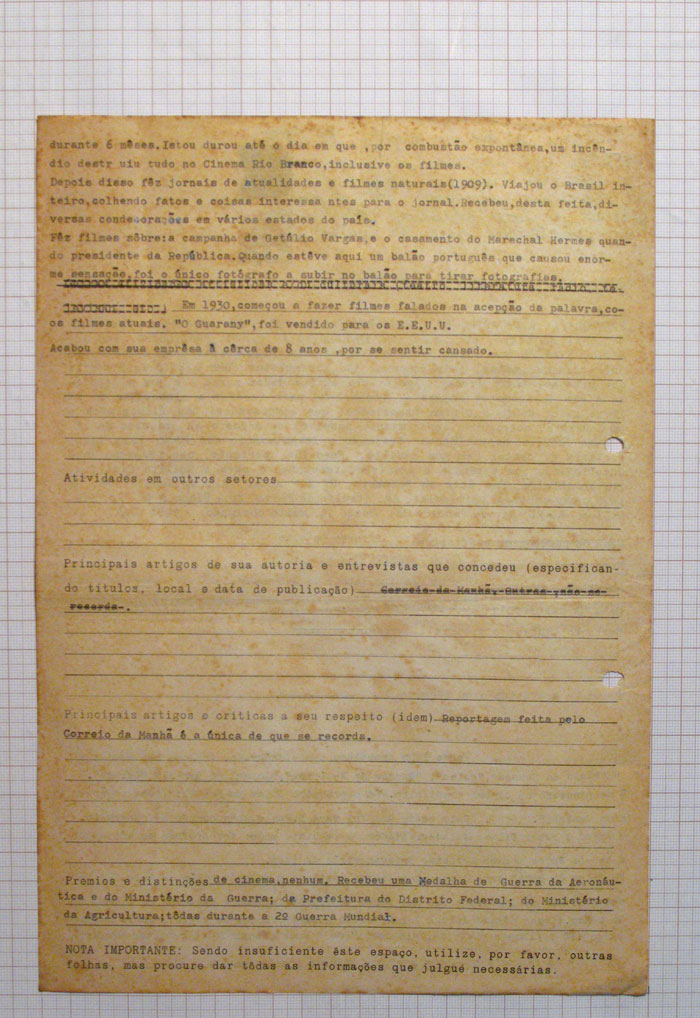 durante 6 mêses.Istou durou até o dia em que ,por combustão expontânea,um incên-
dio destr uiu tudo no Cinema Rio Branco,inclusive os filmes.
Depois disso fêz jornais de atualidades e filmes naturais(1909). Viajou o Brasil in-
teiro,colhendo fatos e coisas interessa ntes para o jornal.Recebeu,desta feita,di-
versas condecorações em vários estados do país.
Fêz filmes sôbre:a campanha de Getúlio Vargas,e o casamento do Marechal Hermes quan-
do presidente da República.Quando estêve aqui um balão português que causou enor-
me sensação,foi o único fotógrafo a subir no balão para tirar fotografias.
Em 1930,começou a fazer filmes falados na acepção da palavra,co-
os filmes atuais. "O Guarany",foi vendido para os E.E.U.U.
Acabou com sua emprêsa à cêrca de 8 anos ,por se sentir cansado.
Atividades em outros setores
Principais artigos de sua autoria e entrevistas que concedeu (especifican-
do títulos, local e data de publicação) Correio da Manhã. Outras ,não se
recorda .
Principais artigos e críticas a seu respeito (idem) Reportagem feita pelo
Correio da Manhã é a única de que se recorda.
Premios e distinções de cinema,nenhum. Recebeu uma Medalha de Guerra da Aeronáu-
tica e do Ministério da Guerra; da Prefeitura do Distrito Federal; do Ministério
da Agricultura;tôdas durante a 2º Guerra Mundial.
NOTA IMPORTANTE: Sendo insuficiente êste espaço, utilize, por favor, outras
folhas, mas procure dar tôdas as informações que julgue necessárias.